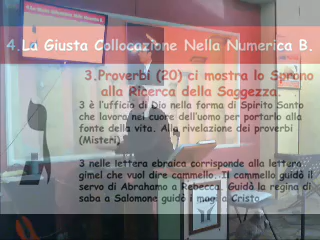 4.La Giusta Collocazione Nella Numerica B.
3.Proverbi (20) ci mostra lo Sprono
alla Ricerca della Saggezza.
3 è l'ufficio di Dio nella forma di Spirito Santo
che lavora nel cuore dell'uomo per portarlo alla
fonte della vita. Alla rivelazione dei proverbi
(Misteri).
3 nelle lettera ebraica corrisponde alla lettera
gimel che vuol dire cammello. Il cammello guidò il
servo di Abrahamo a Rebecca. Guidò la regina di
saba a Salomone guidò i magi a Cristo